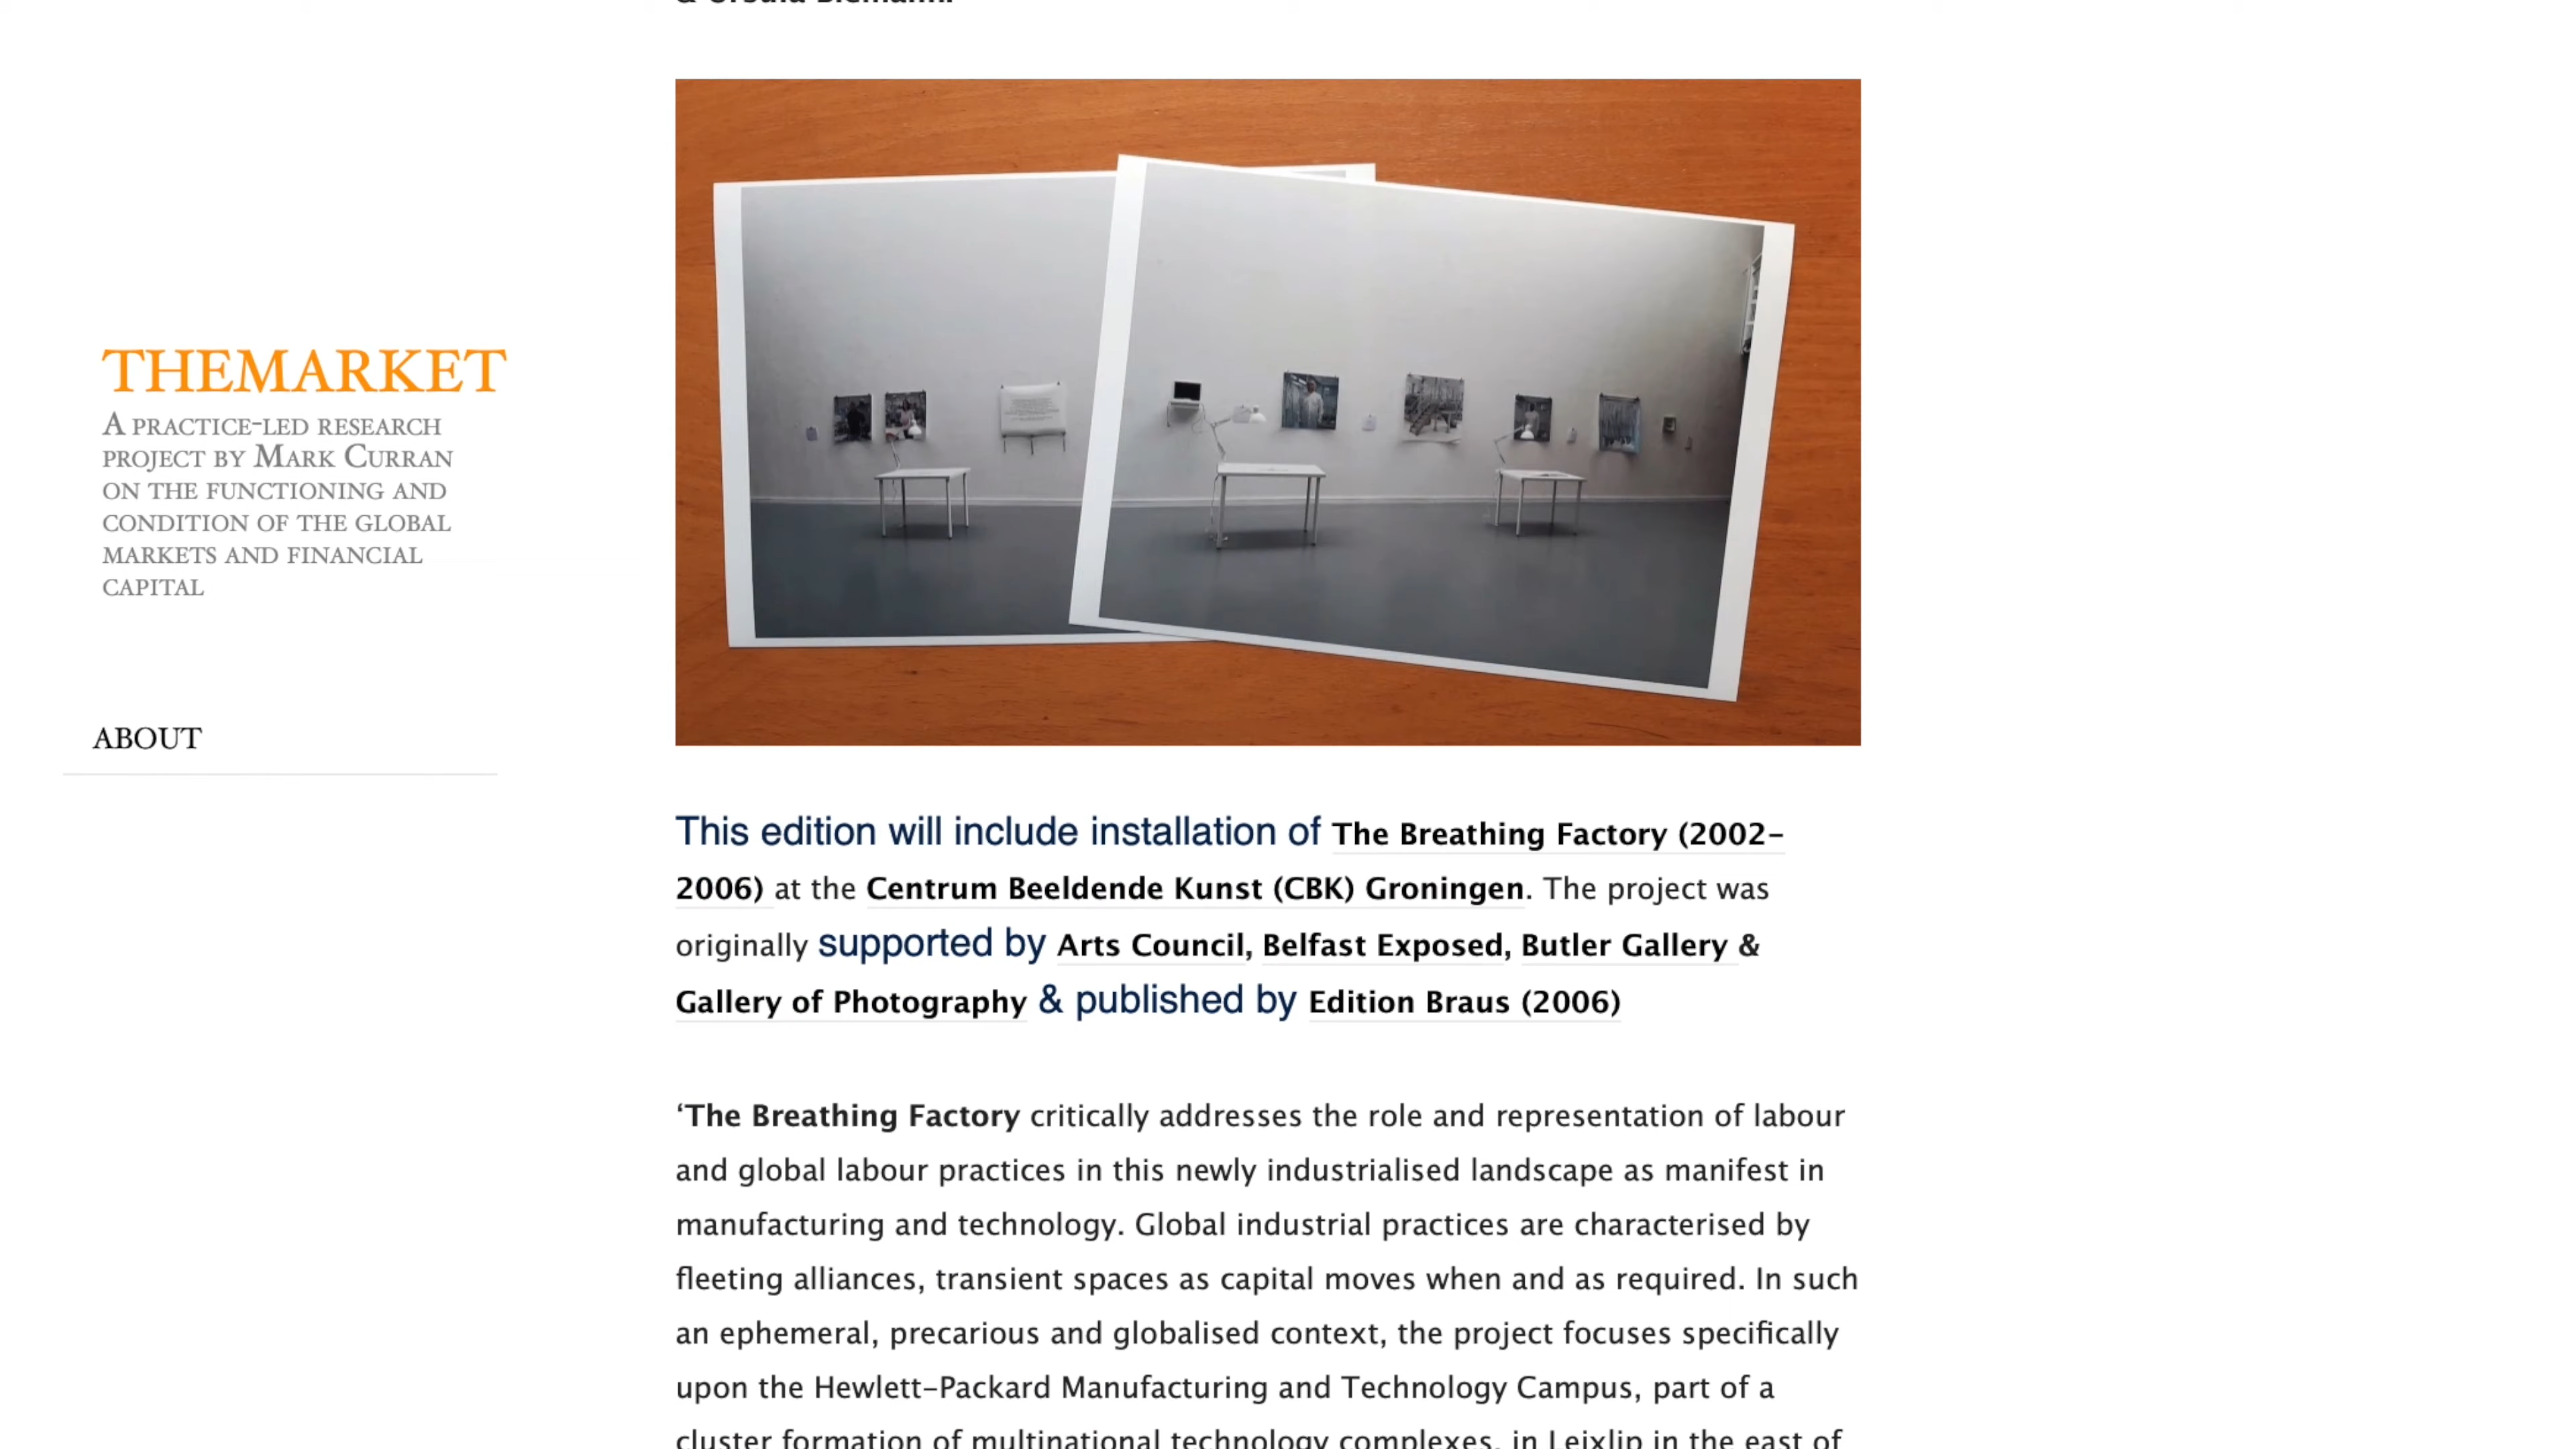 & Ursula Biemann.
THEMARKET
A PRACTICE-LED RESEARCH
PROJECT BY MARK CURRAN
ON THE FUNCTIONING AND
CONDITION OF THE GLOBAL
MARKETS AND FINANCIAL
CAPITAL
ABOUT
This edition will include installation of The Breathing Factory (2002–
2006) at the Centrum Beeldende Kunst (CBK) Groningen. The project was
originally supported by Arts Council, Belfast Exposed, Butler Gallery &
Gallery of Photography & published by Edition Braus (2006)
‘The Breathing Factory critically addresses the role and representation of labour
and global labour practices in this newly industrialised landscape as manifest in
manufacturing and technology. Global industrial practices are characterised by
fleeting alliances, transient spaces as capital moves when and as required. In such
an ephemeral, precarious and globalised context, the project focuses specifically
upon the Hewlett–Packard Manufacturing and Technology Campus, part of a
cluster formation of multinational technology complexes, in Leixlip in the east of